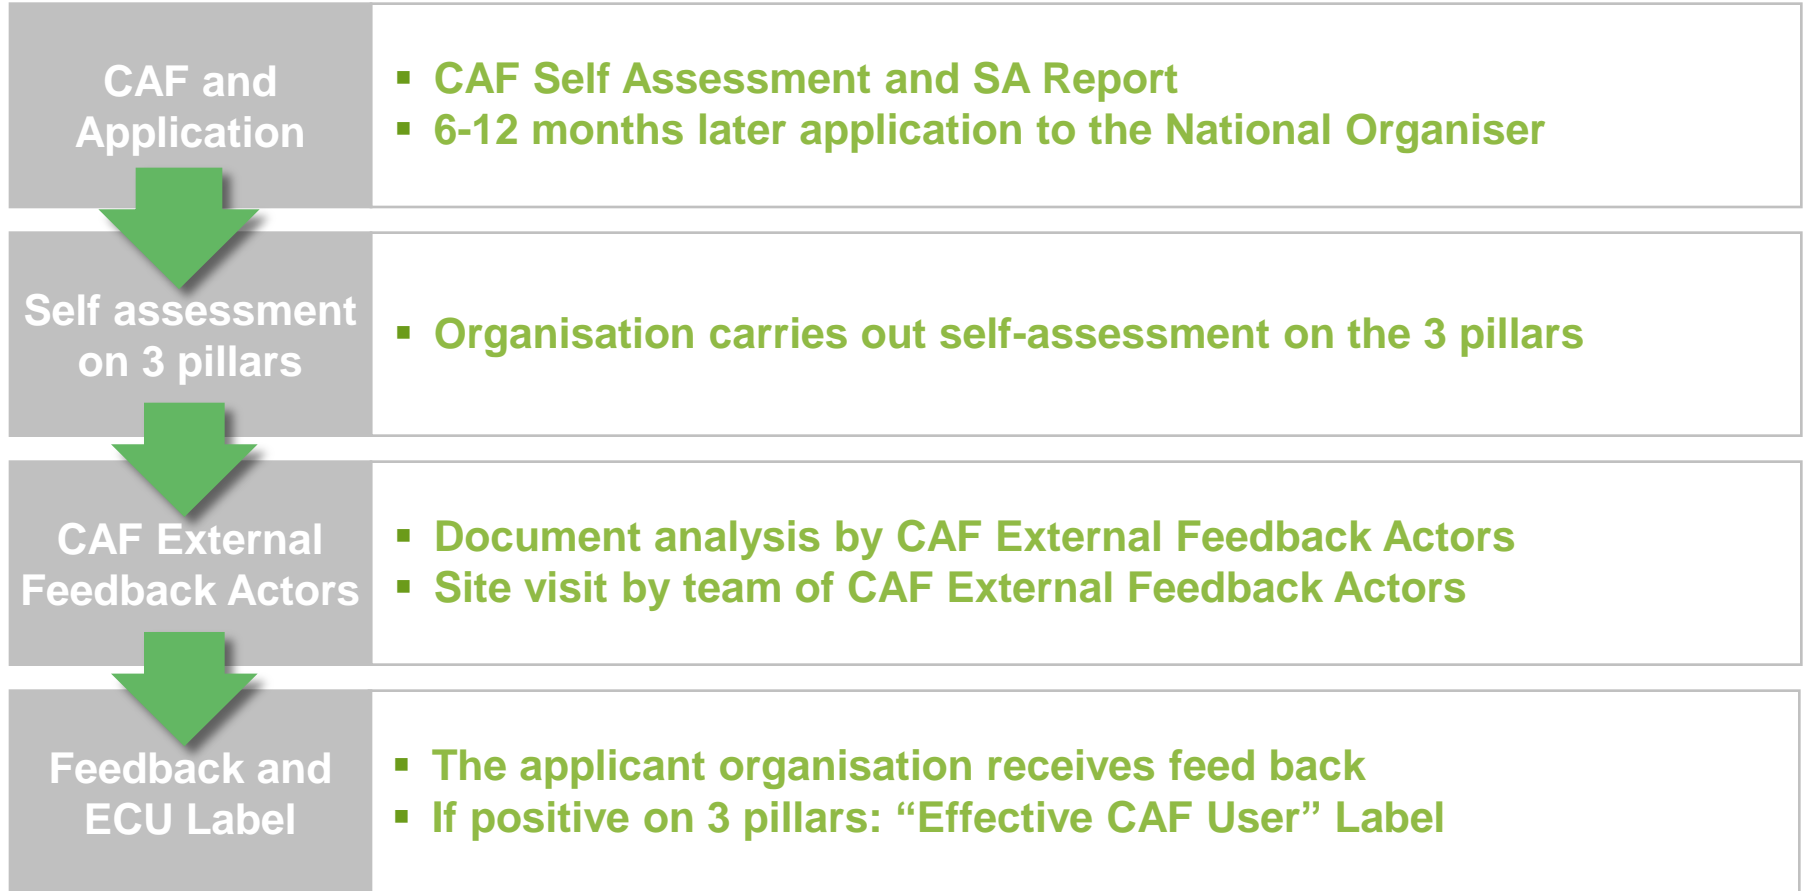 CAF and
Application
▪ CAF Self Assessment and SA Report
▪ 6-12 months later application to the National Organiser
Self assessment
on 3 pillars
▪ Organisation carries out self-assessment on the 3 pillars
CAF External
Feedback Actors
▪ Document analysis by CAF External Feedback Actors
▪ Site visit by team of CAF External Feedback Actors
Feedback and
ECU Label
▪ The applicant organisation receives feed back
▪ If positive on 3 pillars: “Effective CAF User” Label